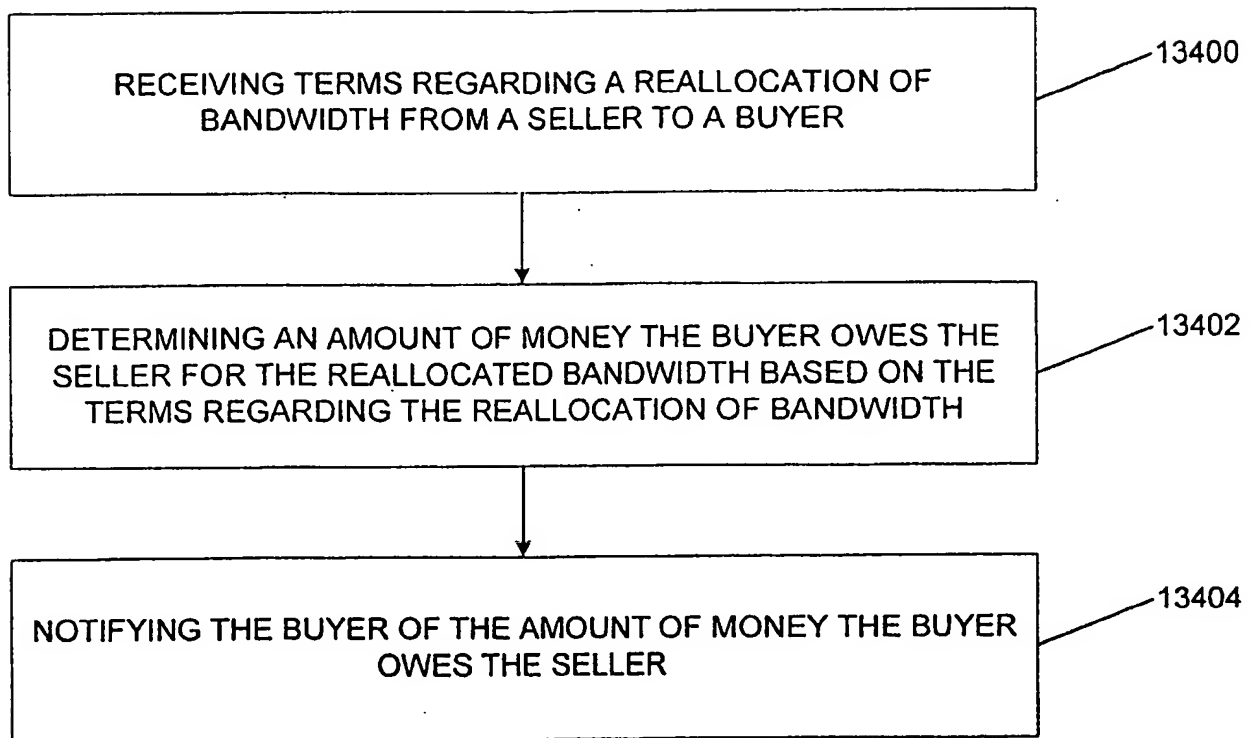 RECEIVING TERMS REGARDING A REALLOCATION OF
BANDWIDTH FROM A SELLER TO A BUYER
13400
DETERMINING AN AMOUNT OF MONEY THE BUYER OWES THE
SELLER FOR THE REALLOCATED BANDWIDTH BASED ON THE
TERMS REGARDING THE REALLOCATION OF BANDWIDTH
13402
NOTIFYING THE BUYER OF THE AMOUNT OF MONEY THE BUYER
OWES THE SELLER
13404